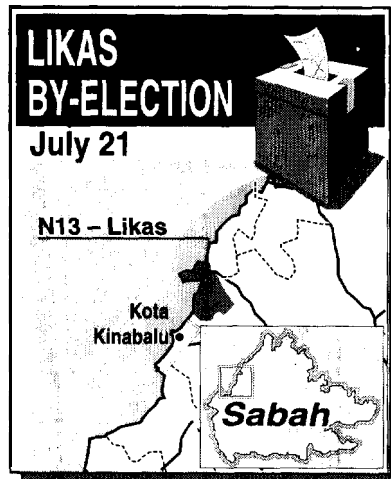 LIKAS
BY-ELECTION
July 21
N13 – Likas
Kota
Kinabalu
Sabah